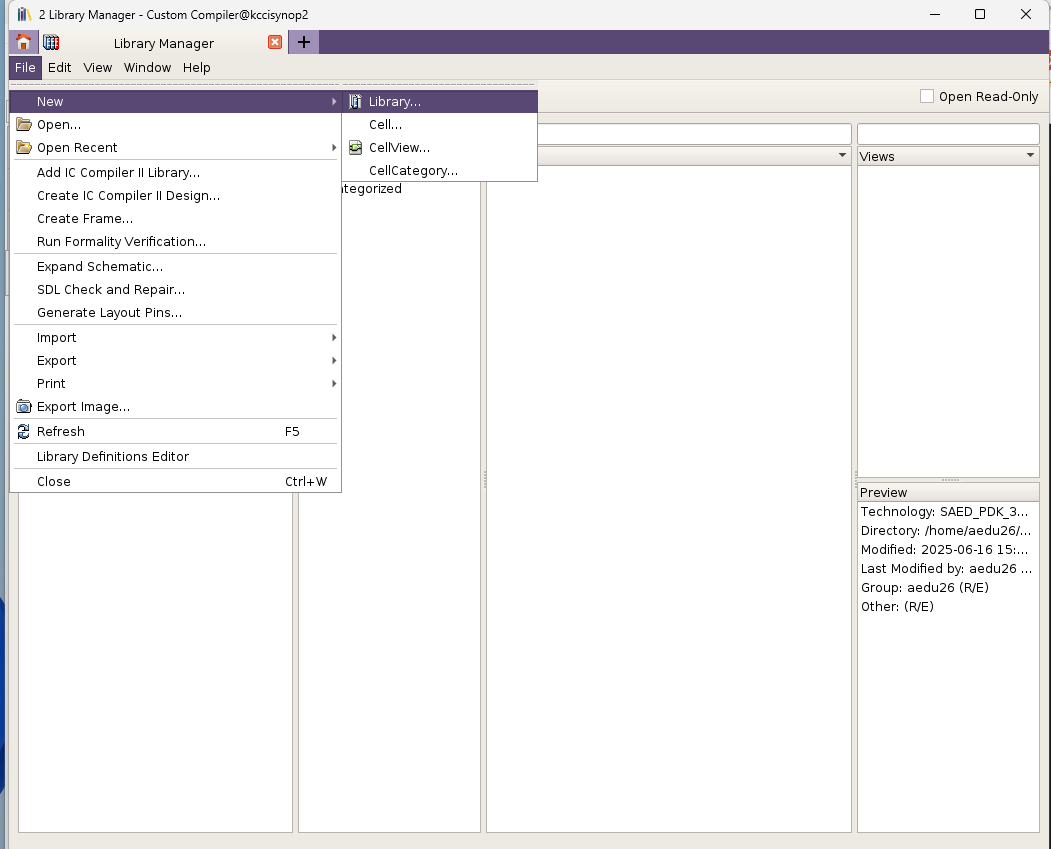 2 Library Manager - Custom Compiler@kccisynop2
Library Manager
File Edit View Window Help
New
Library...
Open Read-Only
Open...
Cell...
Open Recent
CellView...
Views
Add IC Compiler II Library...
CellCategory...
Create IC Compiler II Design...
tegorized
Create Frame...
Run Formality Verification...
Expand Schematic...
SDL Check and Repair...
Generate Layout Pins...
Import
Export
Print
Export Image...
Refresh F5
Library Definitions Editor
Close Ctrl+W
Preview
Technology: SAED_PDK_3...
Directory: /home/aedu26/...
Modified: 2025-06-16 15:...
Last Modified by: aedu26 ...
Group: aedu26 (R/E)
Other: (R/E)